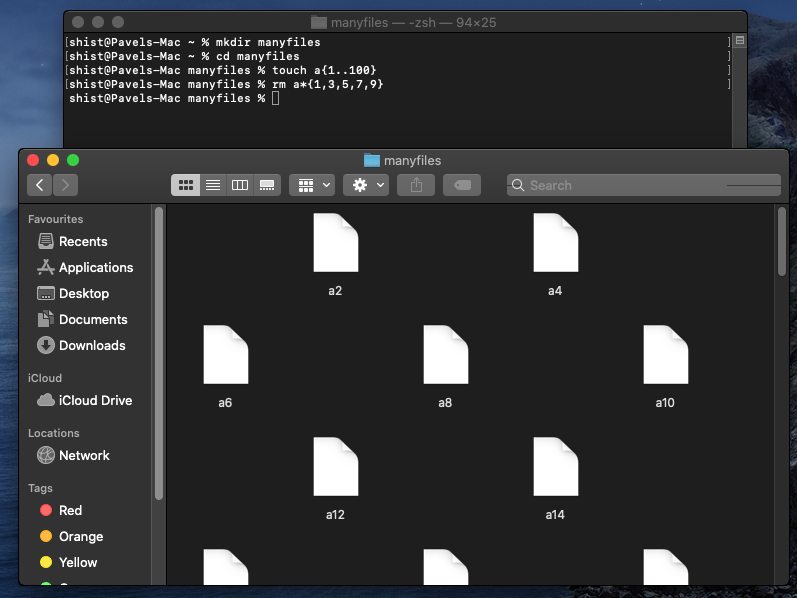 manyfiles — -zsh — 94×25
[shist@Pavels-Mac ~ % mkdir manyfiles ]
[shist@Pavels-Mac ~ % cd manyfiles ]
[shist@Pavels-Mac manyfiles % touch a{1..100} ]
[shist@Pavels-Mac manyfiles % rm a*{1,3,5,7,9} ]
shist@Pavels-Mac manyfiles %
manyfiles
Search
Favourites
Recents
Applications
Desktop
Documents
Downloads
iCloud
iCloud Drive
Locations
Network
Tags
Red
Orange
Yellow
a2 a4
a6 a8 a10
a12 a14